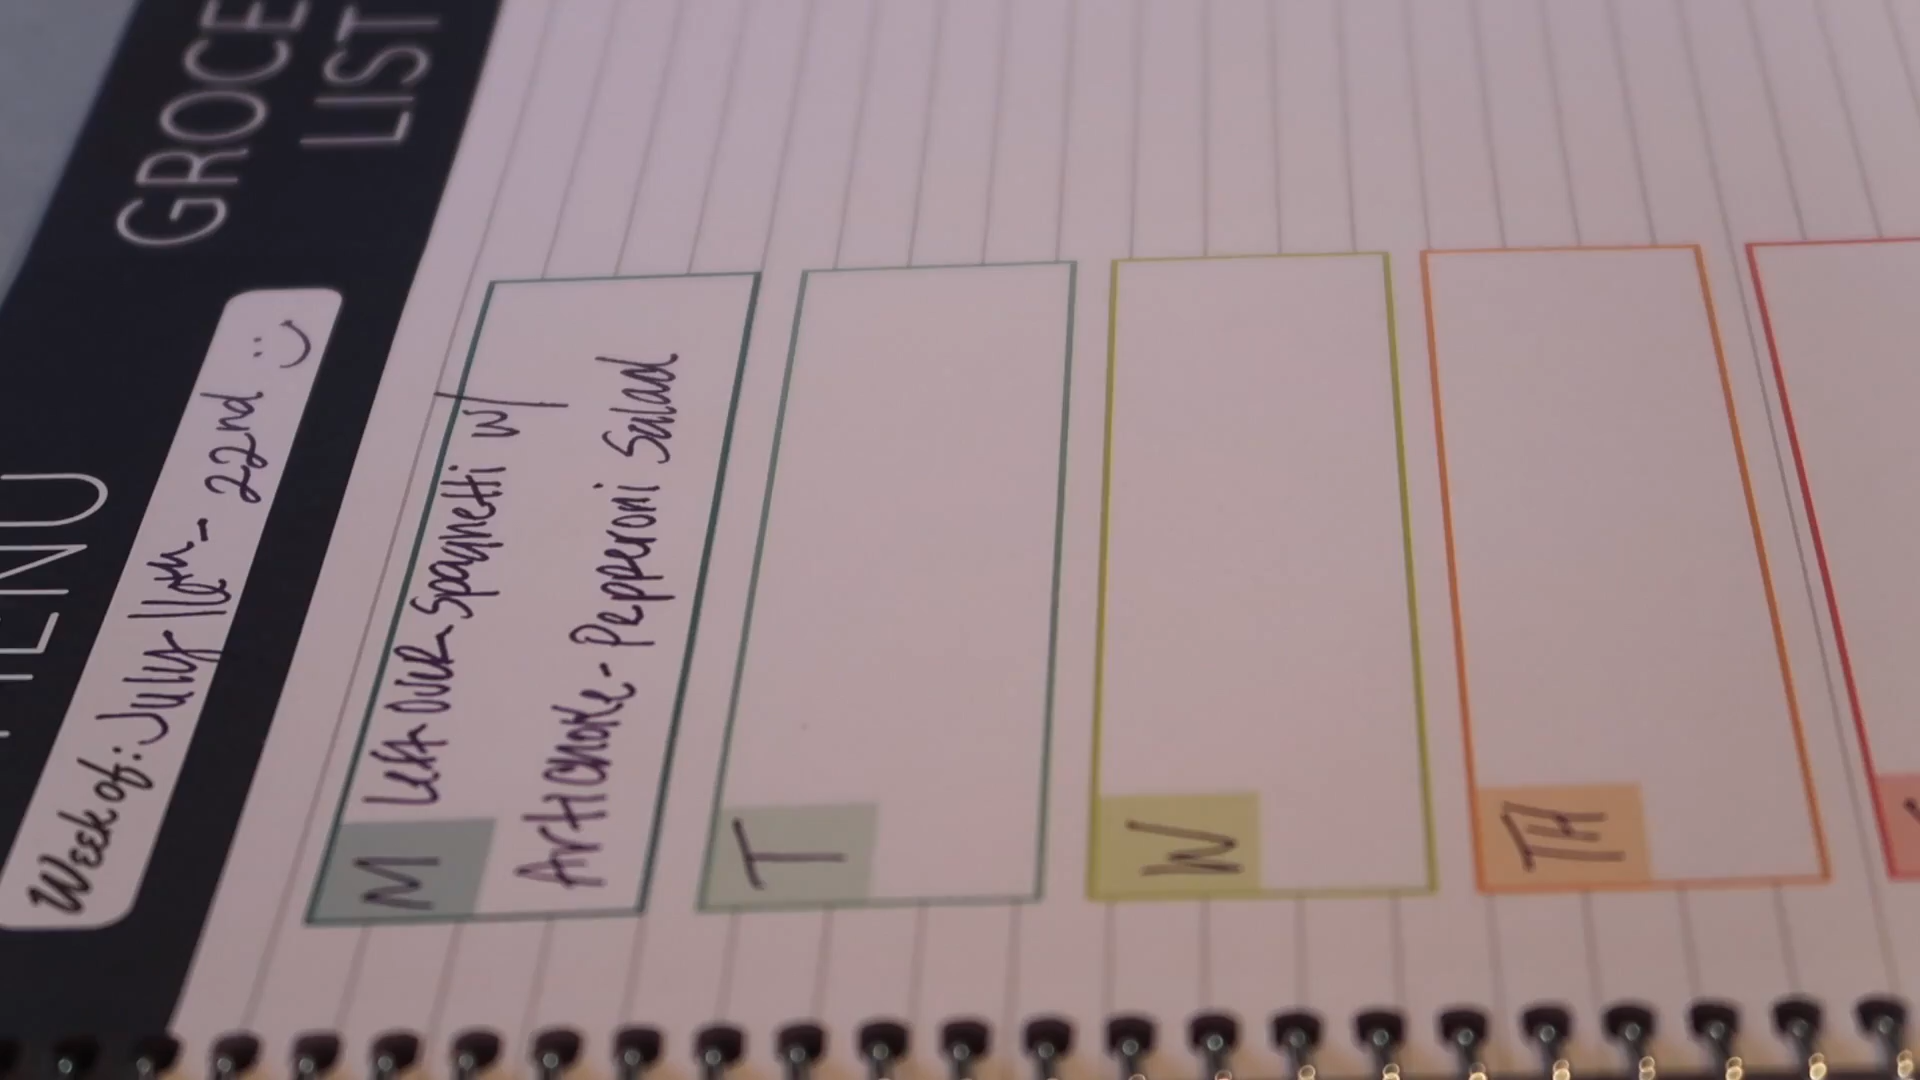 MENU
GROCE
LIST
Week of: July 16th - 22nd
M
Left over spaghetti w/
Artichoke - Pepperoni Salad
T
W
TH